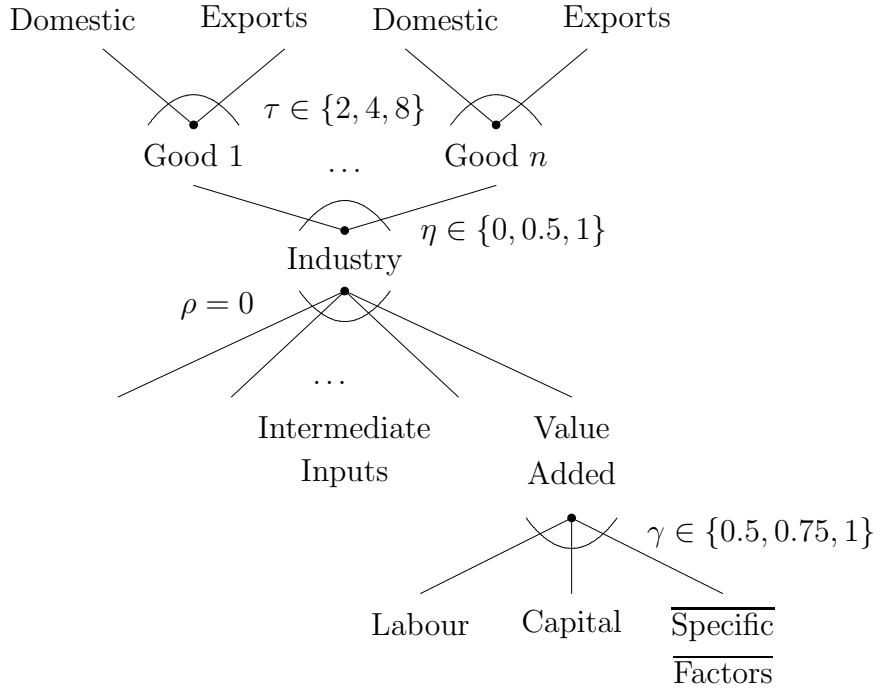 Domestic Exports Domestic Exports
τ ∈ {2, 4, 8}
Good 1 ... Good n
η ∈ {0, 0.5, 1}
Industry
ρ = 0
...
Intermediate Value
Inputs Added
γ ∈ {0.5, 0.75, 1}
Labour Capital Specific
Factors